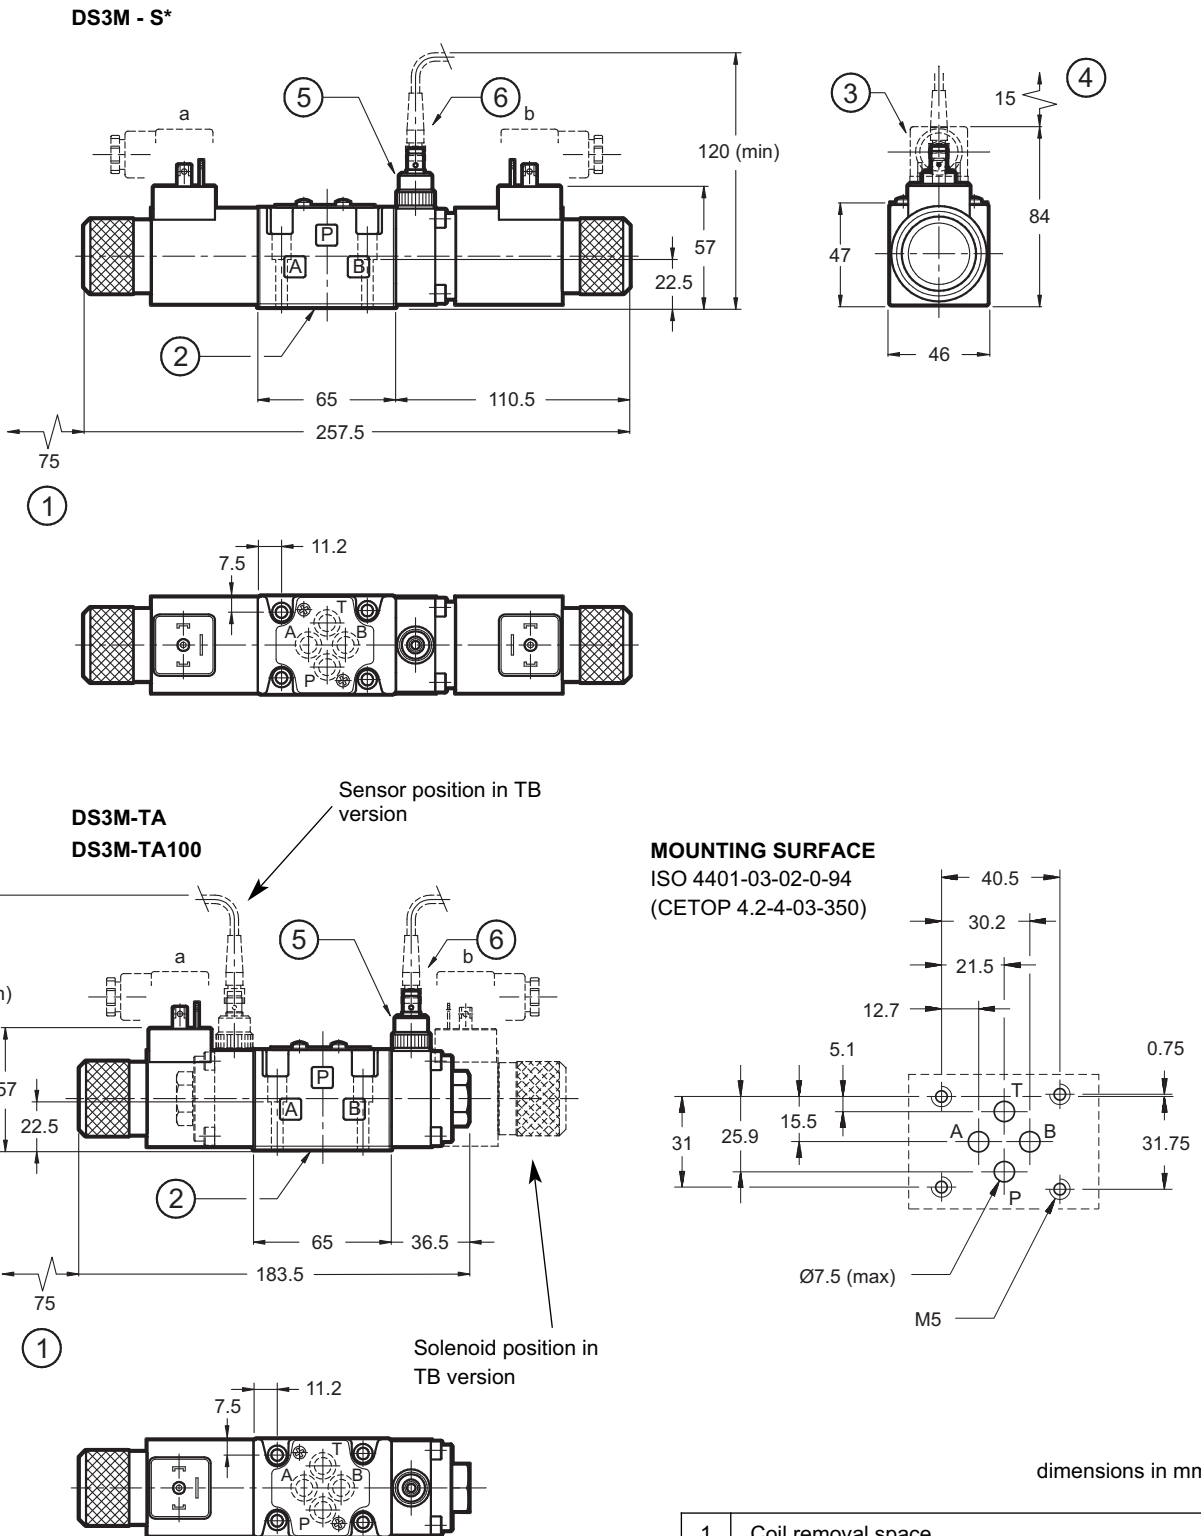 DS3M - S*
a
5
6
b
120 (min)
57
22.5
P
A
B
2
65
110.5
257.5
75
1
3
4
15
84
47
46
11.2
7.5
T
A
B
P
Sensor position in TB
version
DS3M-TA
DS3M-TA100
a
5
6
b
57
22.5
P
A
B
2
65
36.5
183.5
75
1
Solenoid position in
TB version
11.2
7.5
T
A
B
P
MOUNTING SURFACE
ISO 4401-03-02-0-94
(CETOP 4.2-4-03-350)
40.5
30.2
21.5
12.7
5.1
0.75
15.5
25.9
31
31.75
T
A
B
P
Ø7.5 (max)
M5
dimensions in
1 Coil removal space